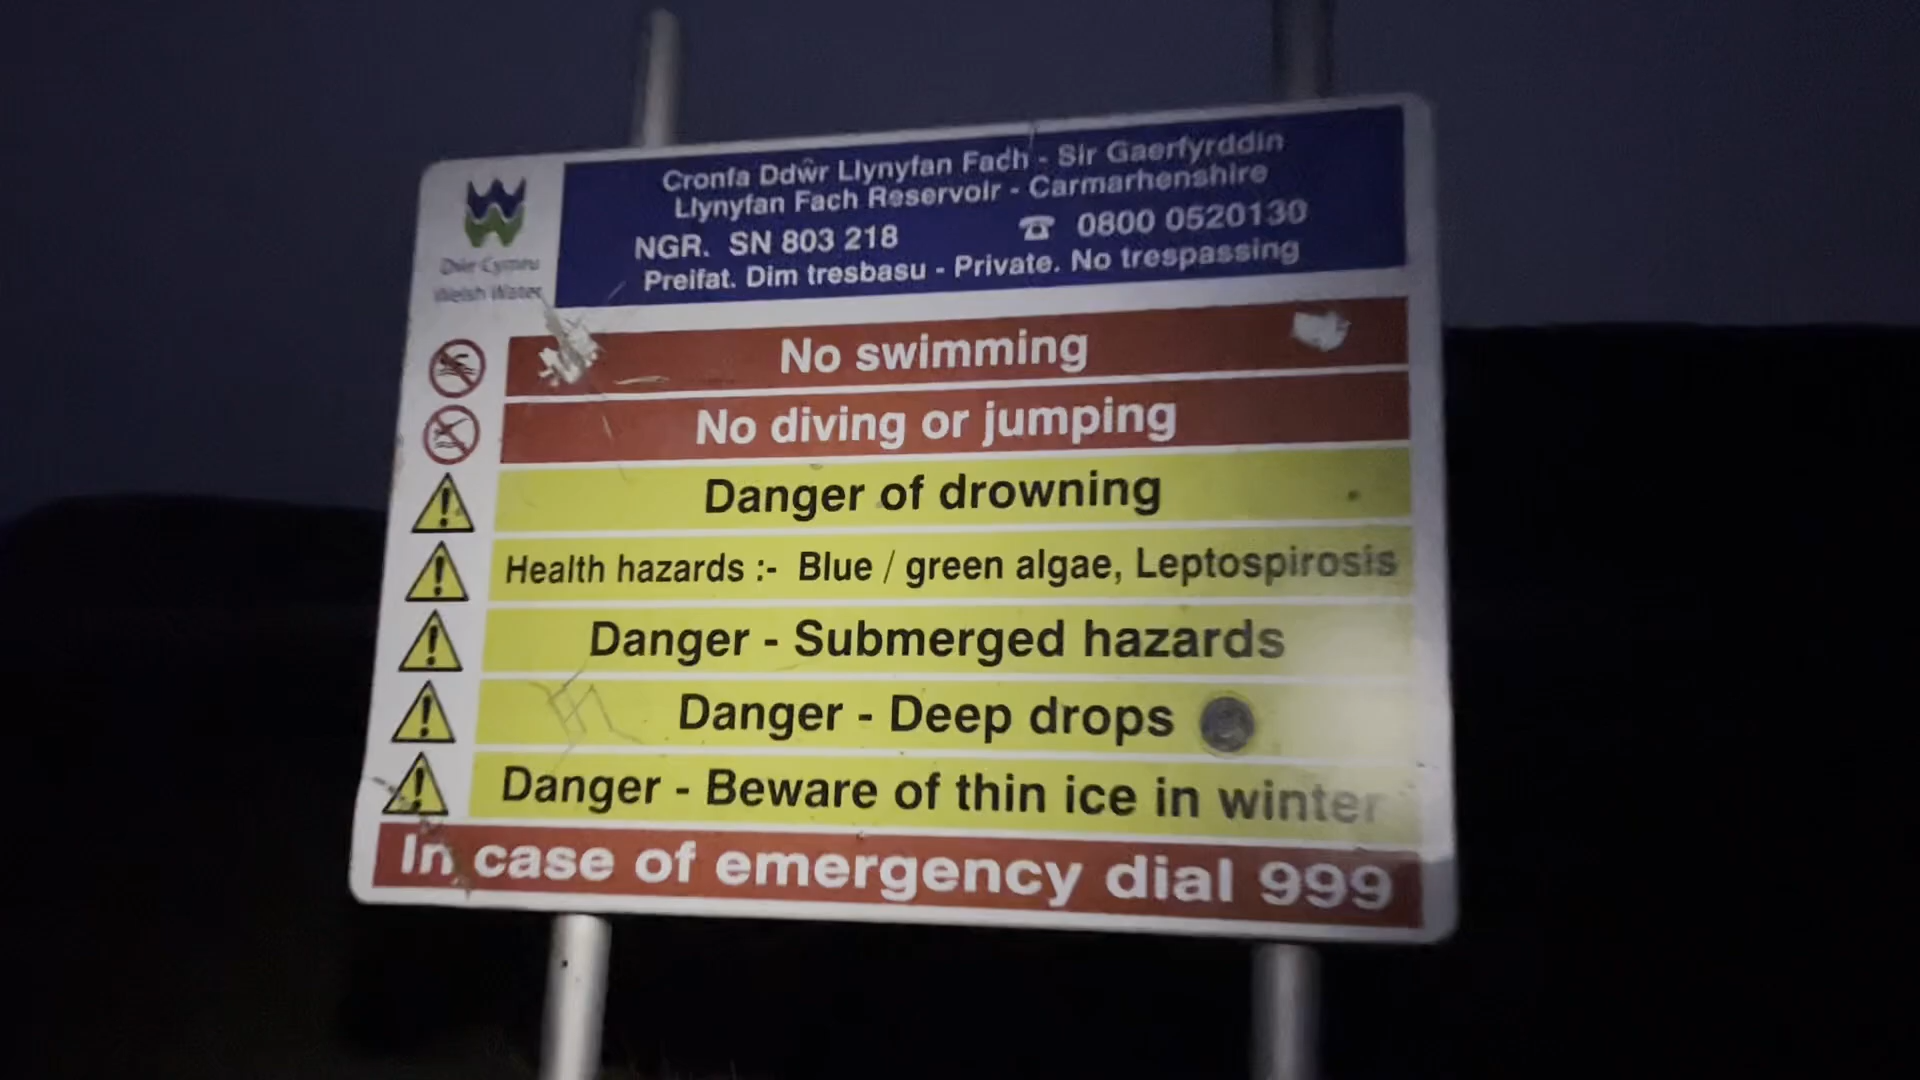 Cronfa Ddŵr Llynyfan Fach - Sir Gaerfyrddin
Llynyfan Fach Reservoir - Carmarhenshire
NGR. SN 803 218 ☎ 0800 0520130
Preifat. Dim tresbasu - Private. No trespassing
Dŵr Cymru
Welsh Water
No swimming
No diving or jumping
Danger of drowning
Health hazards :- Blue / green algae, Leptospirosis
Danger - Submerged hazards
Danger - Deep drops
Danger - Beware of thin ice in winter
In case of emergency dial 999